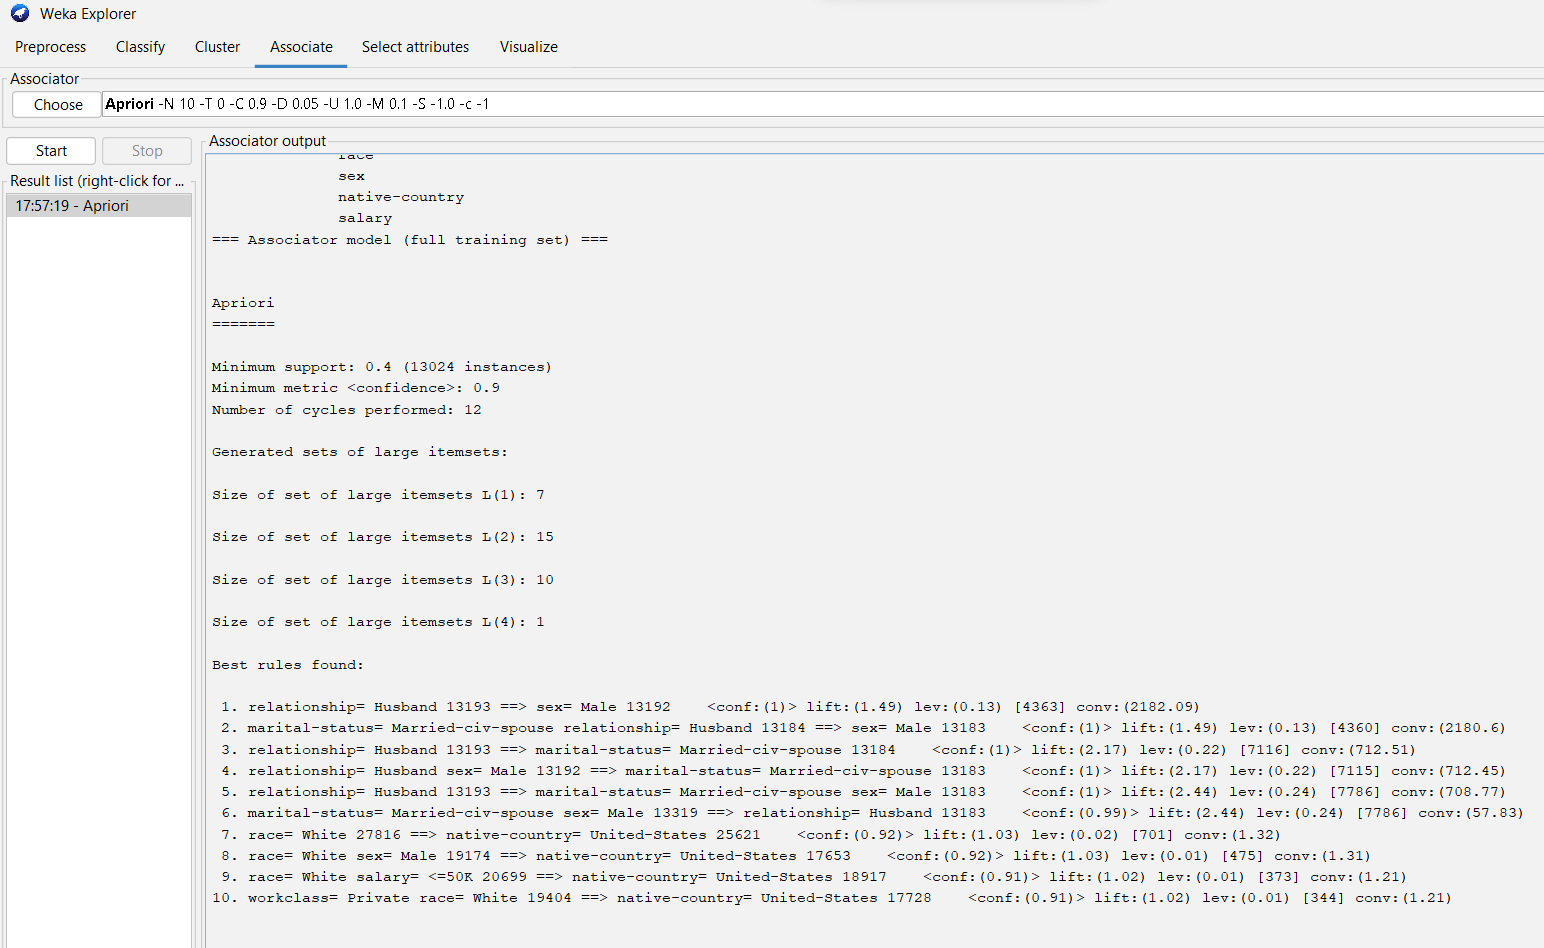 Weka Explorer
Preprocess Classify Cluster Associate Select attributes Visualize
Associator
Choose Apriori -N 10 -T 0 -C 0.9 -D 0.05 -U 1.0 -M 0.1 -S -1.0 -c -1
Start Stop
Result list (right-click for ...
17:57:19 - Apriori
Associator output
race
sex
native-country
salary
=== Associator model (full training set) ===
Apriori
=======
Minimum support: 0.4 (13024 instances)
Minimum metric <confidence>: 0.9
Number of cycles performed: 12
Generated sets of large itemsets:
Size of set of large itemsets L(1): 7
Size of set of large itemsets L(2): 15
Size of set of large itemsets L(3): 10
Size of set of large itemsets L(4): 1
Best rules found:
1. relationship= Husband 13193 ==> sex= Male 13192 <conf:(1)> lift:(1.49) lev:(0.13) [4363] conv:(2182.09)
2. marital-status= Married-civ-spouse relationship= Husband 13184 ==> sex= Male 13183 <conf:(1)> lift:(1.49) lev:(0.13) [4360] conv:(2180.6)
3. relationship= Husband 13193 ==> marital-status= Married-civ-spouse 13184 <conf:(1)> lift:(2.17) lev:(0.22) [7116] conv:(712.51)
4. relationship= Husband sex= Male 13192 ==> marital-status= Married-civ-spouse 13183 <conf:(1)> lift:(2.17) lev:(0.22) [7115] conv:(712.45)
5. relationship= Husband 13193 ==> marital-status= Married-civ-spouse sex= Male 13183 <conf:(1)> lift:(2.44) lev:(0.24) [7786] conv:(708.77)
6. marital-status= Married-civ-spouse sex= Male 13319 ==> relationship= Husband 13183 <conf:(0.99)> lift:(2.44) lev:(0.24) [7786] conv:(57.83)
7. race= White 27816 ==> native-country= United-States 25621 <conf:(0.92)> lift:(1.03) lev:(0.02) [701] conv:(1.32)
8. race= White sex= Male 19174 ==> native-country= United-States 17653 <conf:(0.92)> lift:(1.03) lev:(0.01) [475] conv:(1.31)
9. race= White salary= <=50K 20699 ==> native-country= United-States 18917 <conf:(0.91)> lift:(1.02) lev:(0.01) [373] conv:(1.21)
10. workclass= Private race= White 19404 ==> native-country= United-States 17728 <conf:(0.91)> lift:(1.02) lev:(0.01) [344] conv:(1.21)